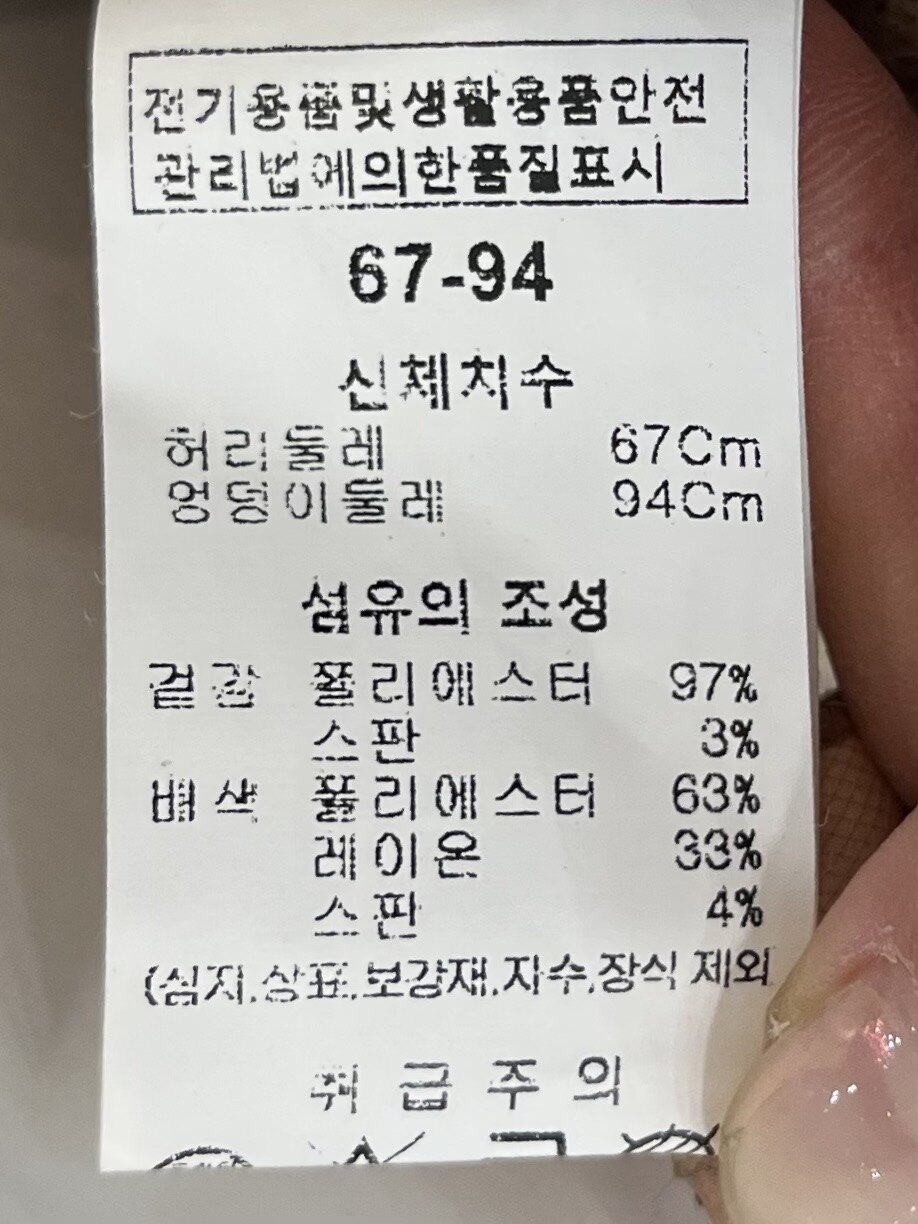 전기용품및생활용품안전
관리법에의한품질표시
67-94
신체치수
허리둘레 67Cm
엉덩이둘레 94Cm
섬유의 조성
겉감 폴리에스터 97%
스판 3%
배색 폴리에스터 63%
레이온 33%
스판 4%
(심지.상표.보강재.자수.장식 제외
취급주의